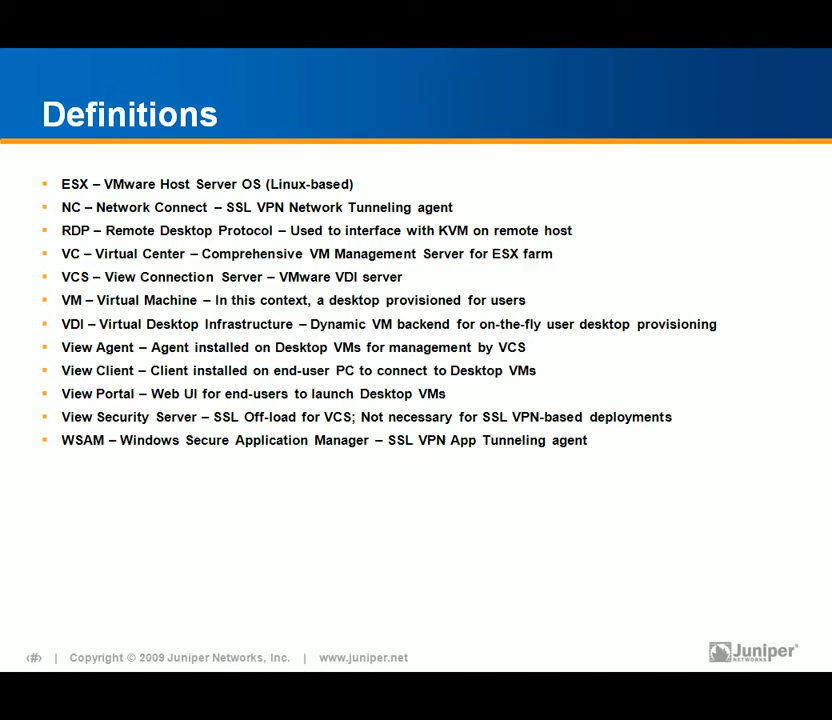 Definitions
ESX – VMware Host Server OS (Linux-based)
NC – Network Connect – SSL VPN Network Tunneling agent
RDP – Remote Desktop Protocol – Used to interface with KVM on remote host
VC – Virtual Center – Comprehensive VM Management Server for ESX farm
VCS – View Connection Server – VMware VDI server
VM – Virtual Machine – In this context, a desktop provisioned for users
VDI – Virtual Desktop Infrastructure – Dynamic VM backend for on-the-fly user desktop provisioning
View Agent – Agent installed on Desktop VMs for management by VCS
View Client – Client installed on end-user PC to connect to Desktop VMs
View Portal – Web UI for end-users to launch Desktop VMs
View Security Server – SSL Off-load for VCS; Not necessary for SSL VPN-based deployments
WSAM – Windows Secure Application Manager – SSL VPN App Tunneling agent
‹#› | Copyright © 2009 Juniper Networks, Inc. | www.juniper.net
Juniper®
NETWORKS